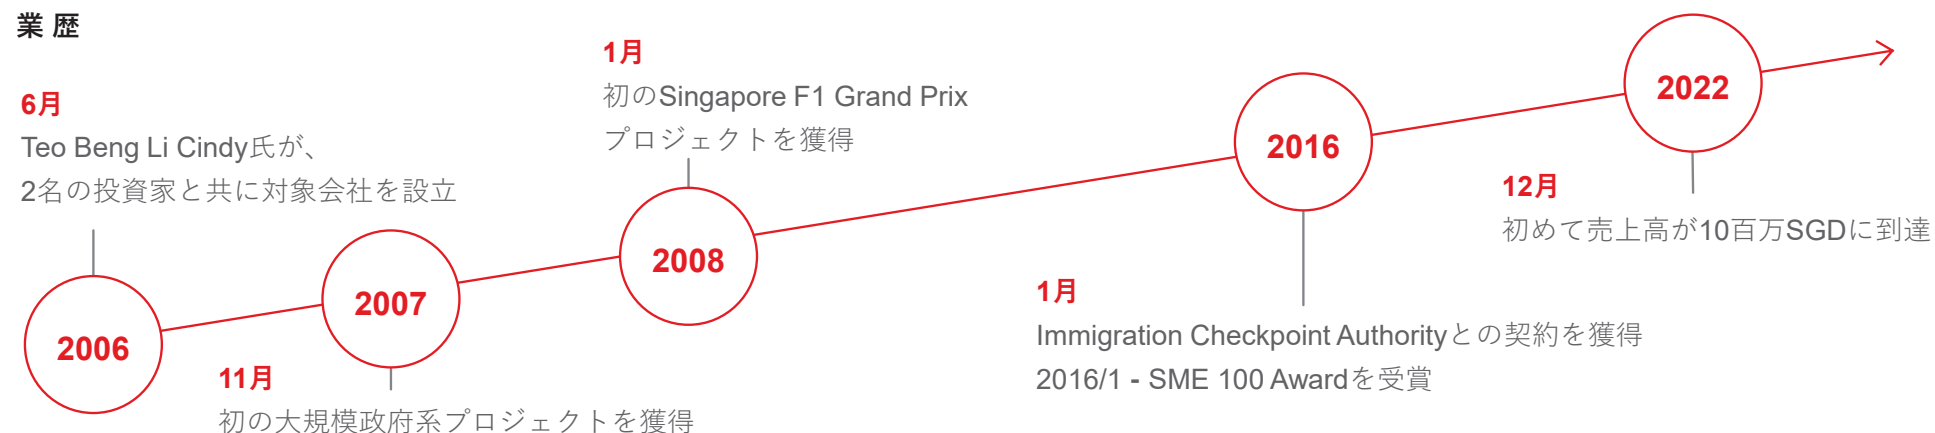 業歴
6月
Teo Beng Li Cindy氏が、
2名の投資家と共に対象会社を設立
2006
2007
11月
初の大規模政府系プロジェクトを獲得
1月
初のSingapore F1 Grand Prix
プロジェクトを獲得
2008
2016
1月
Immigration Checkpoint Authorityとの契約を獲得
2016/1 - SME 100 Awardを受賞
2022
12月
初めて売上高が10百万SGDに到達